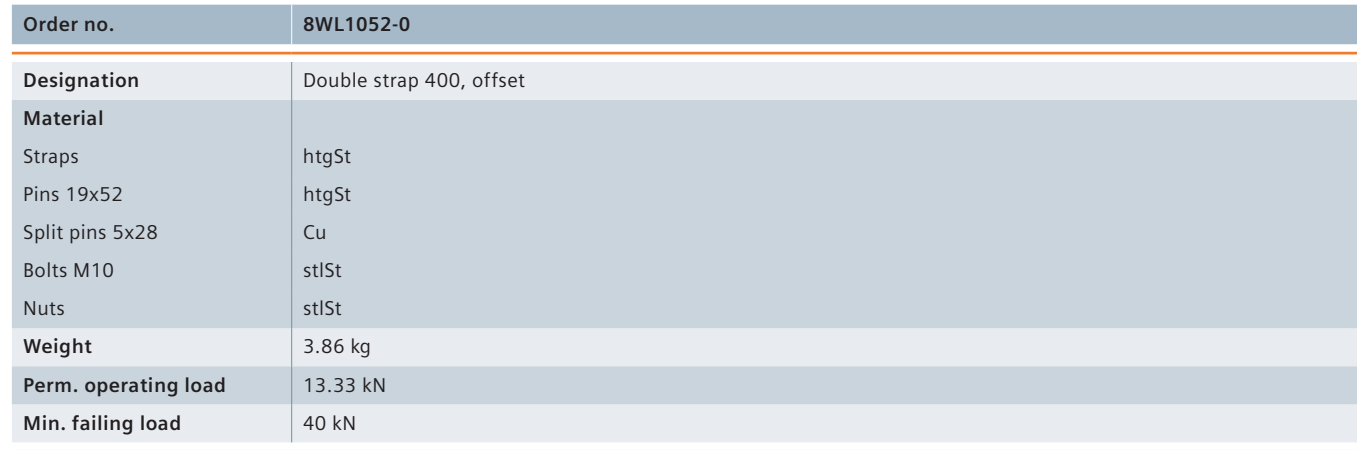 Order no. 8WL1052-0
Designation Double strap 400, offset
Material
Straps htgSt
Pins 19x52 htgSt
Split pins 5x28 Cu
Bolts M10 stlSt
Nuts stlSt
Weight 3.86 kg
Perm. operating load 13.33 kN
Min. failing load 40 kN